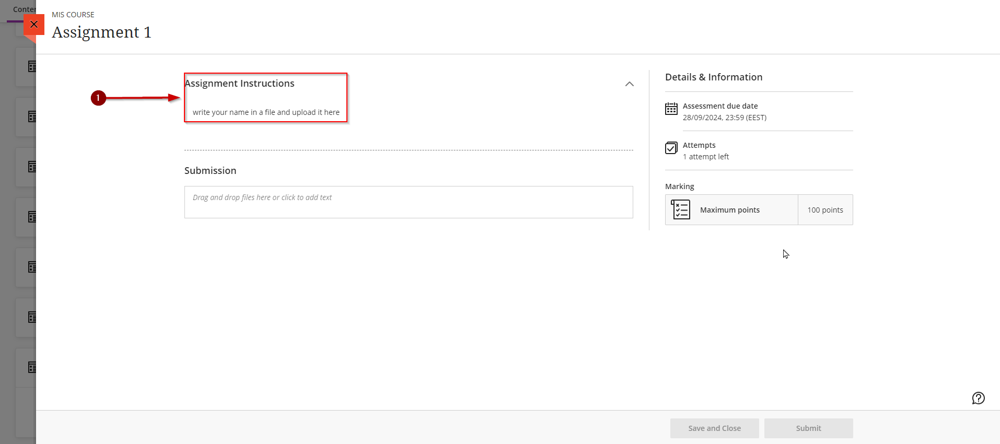 Conten
MIS COURSE
Assignment 1
1
Assignment Instructions
write your name in a file and upload it here
Submission
Drag and drop files here or click to add text
Details & Information
Assessment due date
28/09/2024, 23:59 (EEST)
Attempts
1 attempt left
Marking
Maximum points
100 points
Save and Close
Submit